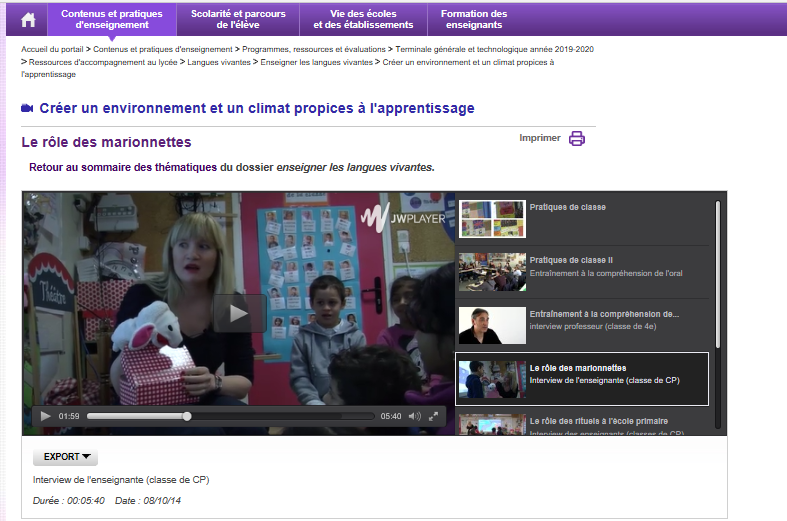 Contenus et pratiques
d'enseignement
Scolarité et parcours
de l'élève
Vie des écoles
et des établissements
Formation des
enseignants
Accueil du portail > Contenus et pratiques d'enseignement > Programmes, ressources et évaluations > Terminale générale et technologique année 2019-2020
> Ressources d'accompagnement au lycée > Langues vivantes > Enseigner les langues vivantes > Créer un environnement et un climat propices à
l'apprentissage
Créer un environnement et un climat propices à l'apprentissage
Imprimer
Le rôle des marionnettes
Retour au sommaire des thématiques du dossier enseigner les langues vivantes.
JWPLAYER
Théâtre
01:59
05:40
Pratiques de classe
Pratiques de classe II
Entraînement à la compréhension de l'oral
Entraînement à la compréhension de...
interview professeur (classe de 4e)
Le rôle des marionnettes
Interview de l'enseignante (classe de CP)
Le rôle des rituels à l'école primaire
Interview des enseignants (classes de CP)
EXPORT
Interview de l'enseignante (classe de CP)
Durée : 00:05:40 Date : 08/10/14